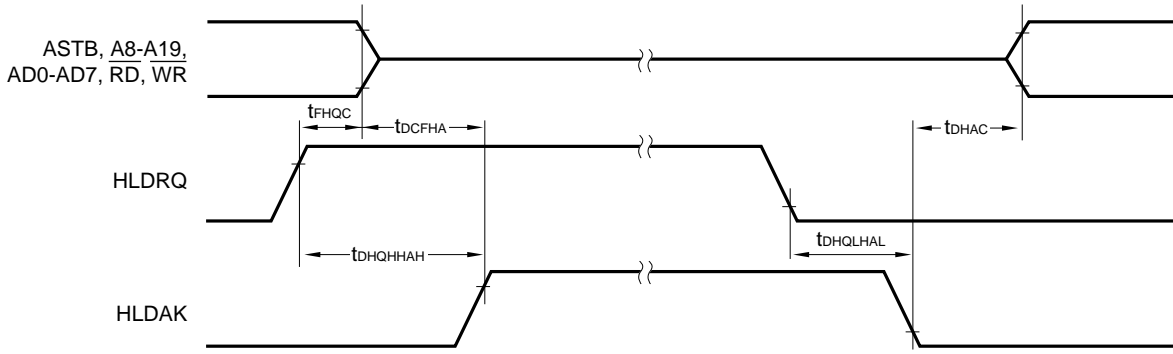 ASTB, A8-A19,
AD0-AD7, RD, WR
tFHQC
tDCFHA
tDHAC
HLDRQ
tDHQHHAH
tDHQLHAL
HLDAK